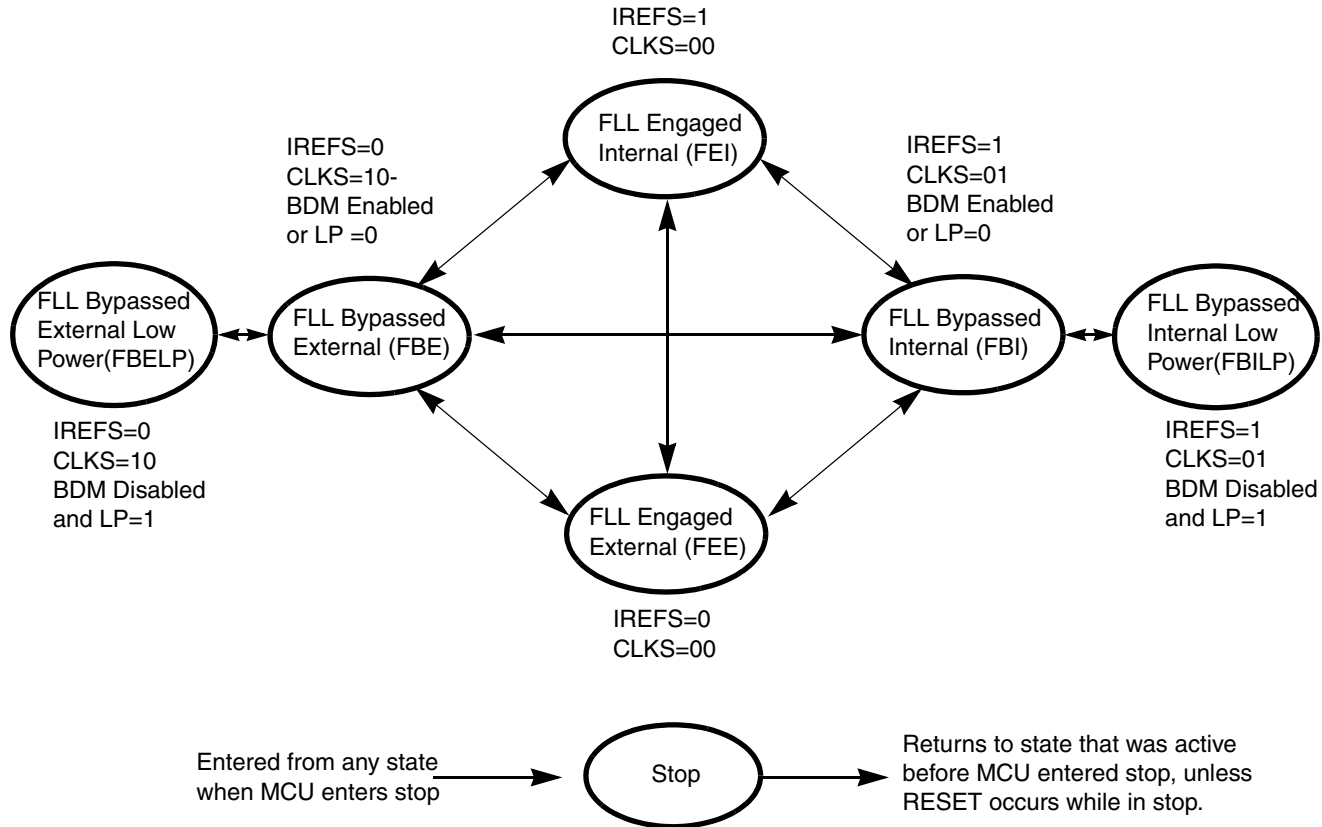 IREFS=1
CLKS=00
FLL Engaged
Internal (FEI)
IREFS=0
CLKS=10-
BDM Enabled
or LP =0
IREFS=1
CLKS=01
BDM Enabled
or LP=0
FLL Bypassed
External Low
Power(FBELP)
FLL Bypassed
External (FBE)
FLL Bypassed
Internal (FBI)
FLL Bypassed
Internal Low
Power(FBILP)
IREFS=0
CLKS=10
BDM Disabled
and LP=1
IREFS=1
CLKS=01
BDM Disabled
and LP=1
FLL Engaged
External (FEE)
IREFS=0
CLKS=00
Entered from any state
when MCU enters stop
Stop
Returns to state that was active
before MCU entered stop, unless
RESET occurs while in stop.